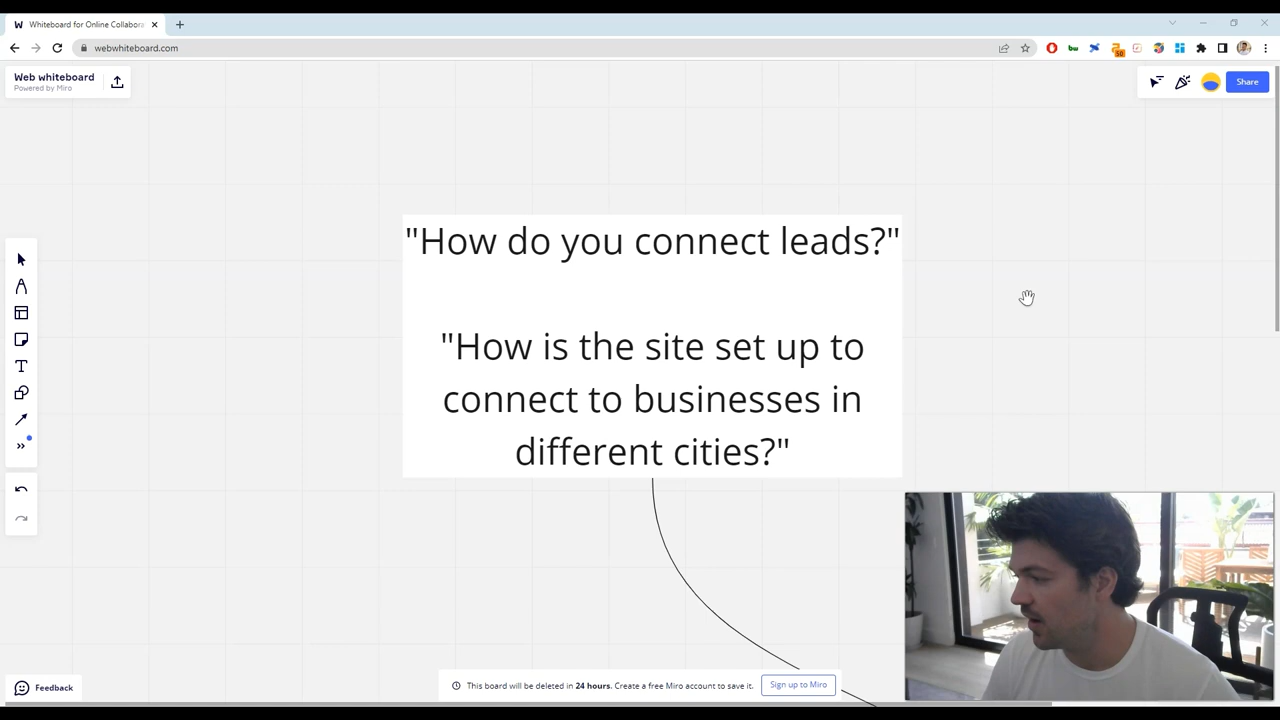 Whiteboard for Online Collabora
webwhiteboard.com
50
Web whiteboard
Powered by Miro
Share
"How do you connect leads?"
"How is the site set up to
connect to businesses in
different cities?"
This board will be deleted in 24 hours. Create a free Miro account to save it.
Sign up to Miro
Feedback